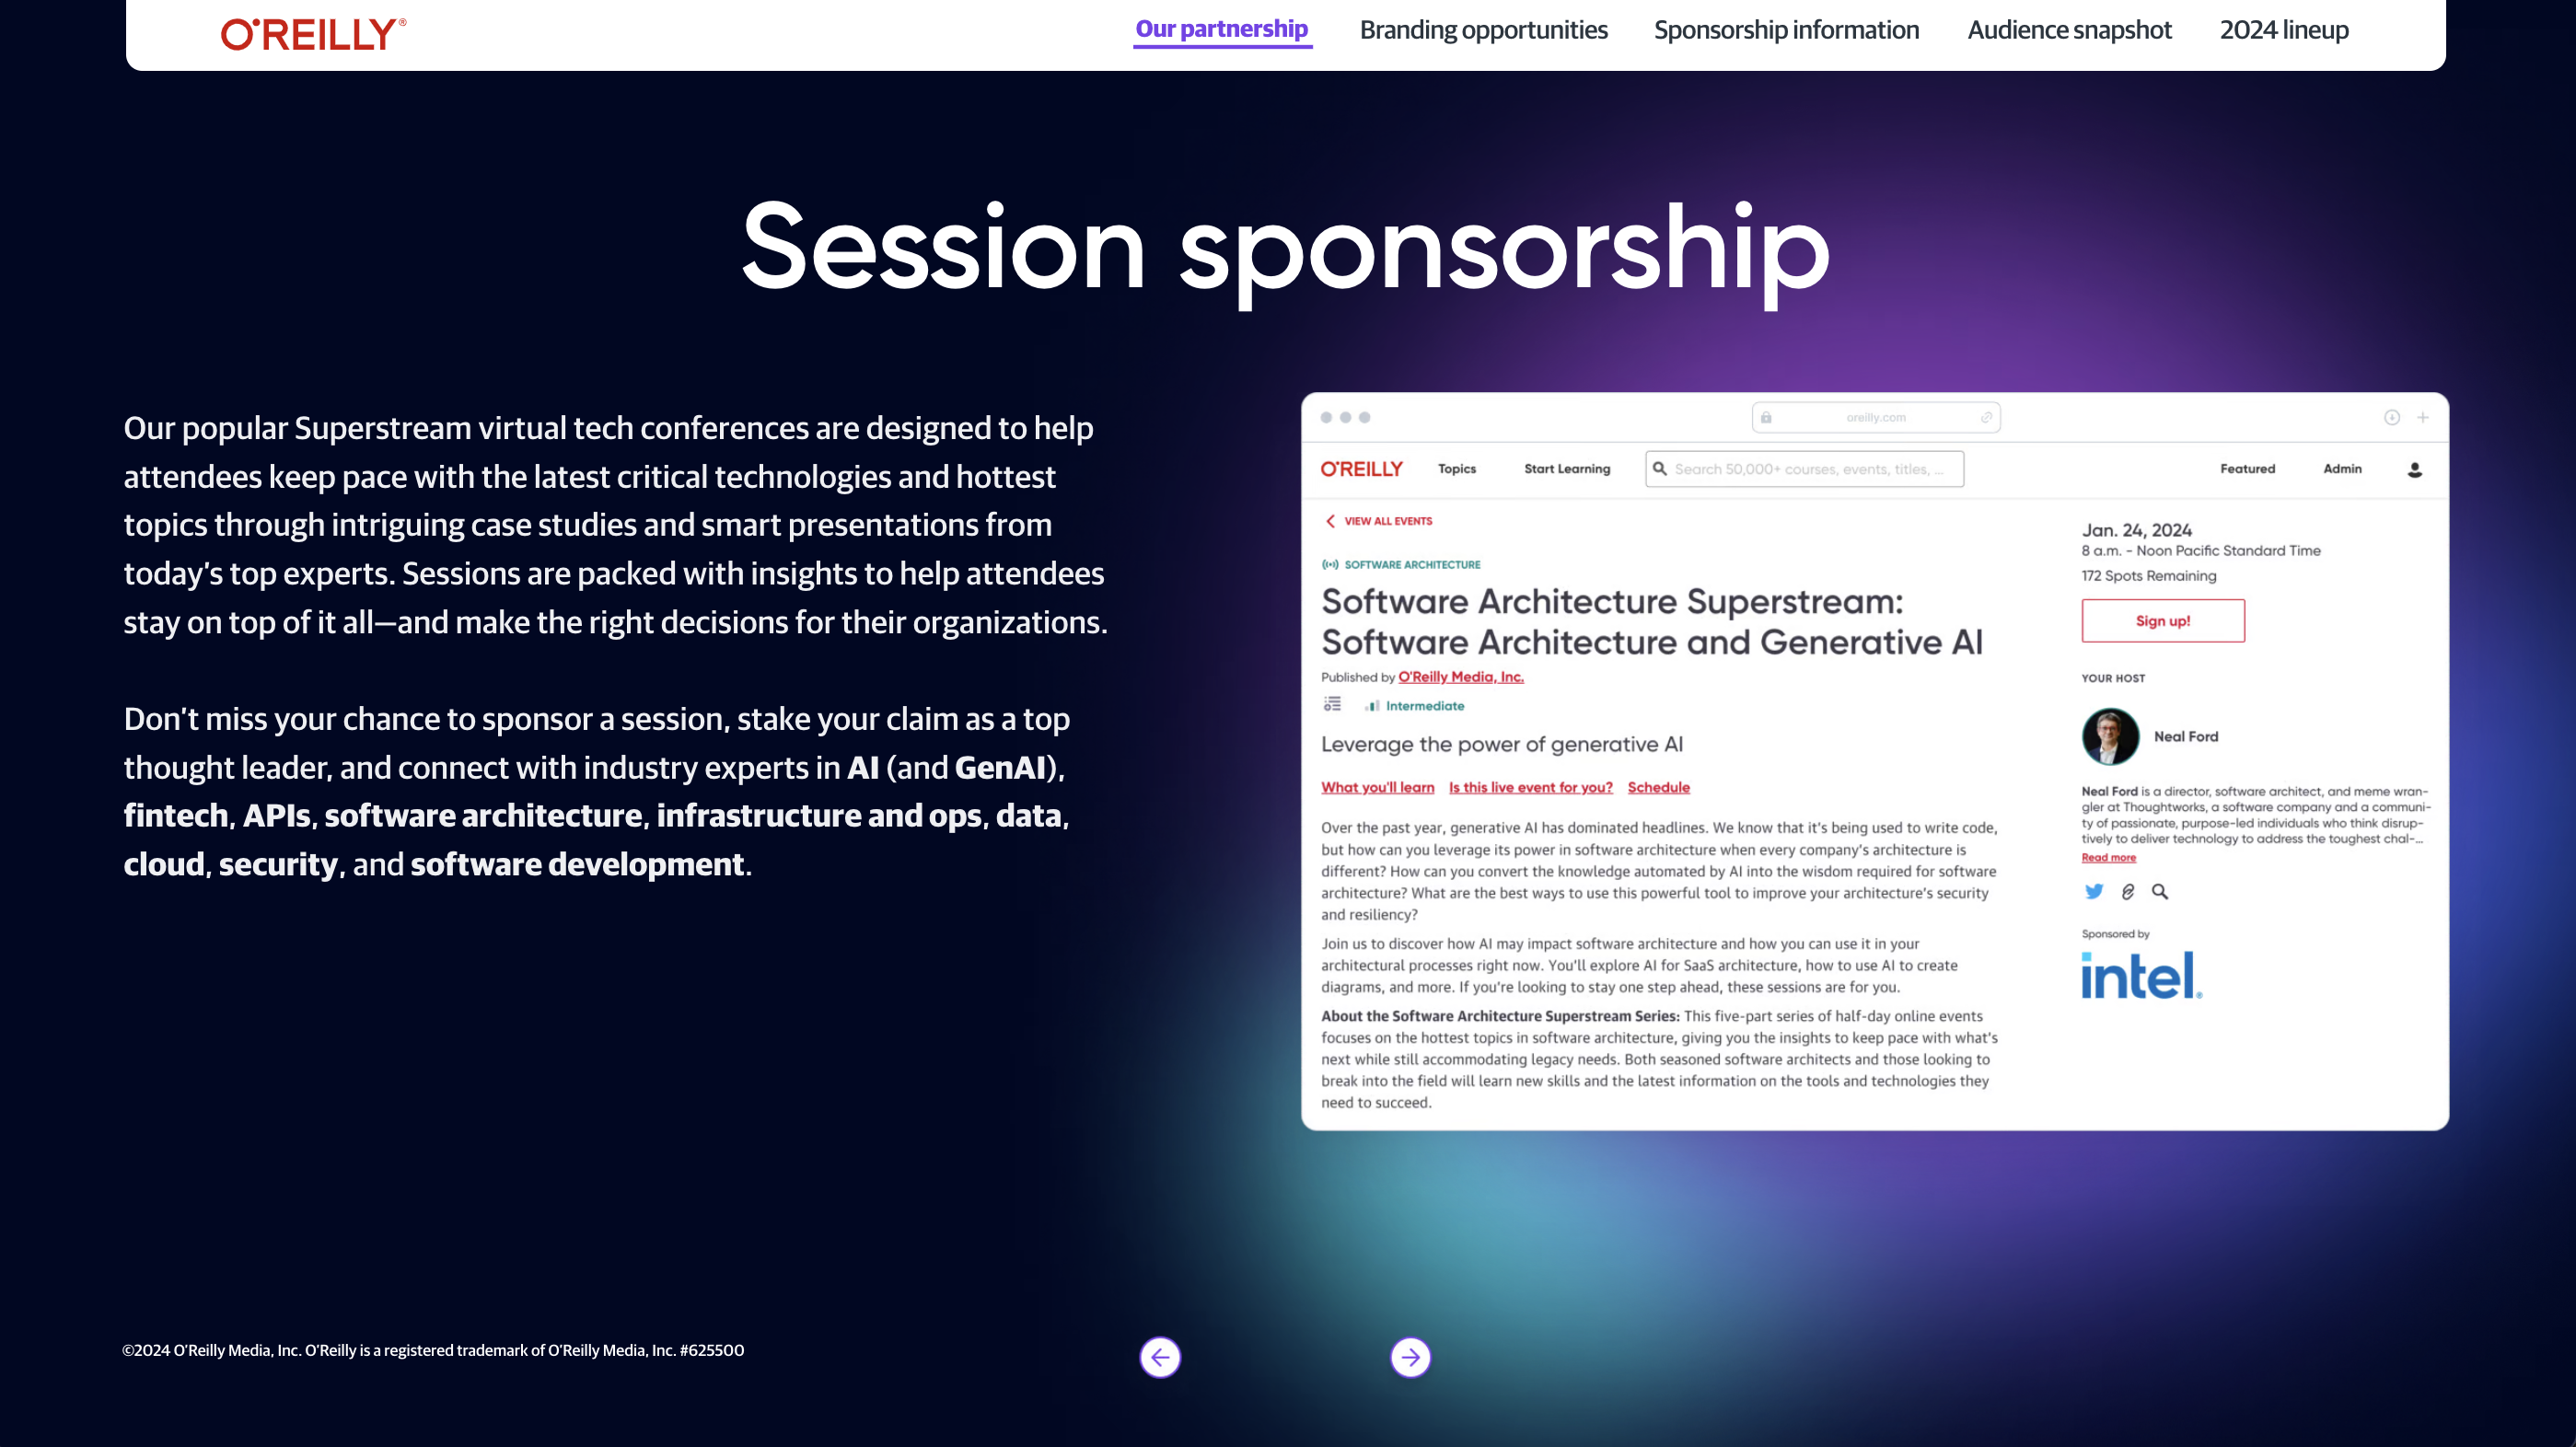 O'REILLY®
Our partnership
Branding opportunities
Sponsorship information
Audience snapshot
2024 lineup
Session sponsorship
Our popular Superstream virtual tech conferences are designed to help
attendees keep pace with the latest critical technologies and hottest
topics through intriguing case studies and smart presentations from
today's top experts. Sessions are packed with insights to help attendees
stay on top of it all—and make the right decisions for their organizations.
Don't miss your chance to sponsor a session, stake your claim as a top
thought leader, and connect with industry experts in AI (and GenAI),
fintech, APIs, software architecture, infrastructure and ops, data,
cloud, security, and software development.
oreilly.com
O'REILLY
Topics
Start Learning
Search 50,000+ courses, events, titles, ...
Featured
Admin
VIEW ALL EVENTS
SOFTWARE ARCHITECTURE
Software Architecture Superstream:
Software Architecture and Generative AI
Published by O'Reilly Media, Inc.
Intermediate
Leverage the power of generative AI
What you'll learn Is this live event for you? Schedule
Over the past year, generative AI has dominated headlines. We know that it's being used to write code,
but how can you leverage its power in software architecture when every company's architecture is
different? How can you convert the knowledge automated by AI into the wisdom required for software
architecture? What are the best ways to use this powerful tool to improve your architecture's security
and resiliency?
Join us to discover how AI may impact software architecture and how you can use it in your
architectural processes right now. You'll explore AI for SaaS architecture, how to use AI to create
diagrams, and more. If you're looking to stay one step ahead, these sessions are for you.
About the Software Architecture Superstream Series: This five-part series of half-day online events
focuses on the hottest topics in software architecture, giving you the insights to keep pace with what's
next while still accommodating legacy needs. Both seasoned software architects and those looking to
break into the field will learn new skills and the latest information on the tools and technologies they
need to succeed.
Jan. 24, 2024
8 a.m. - Noon Pacific Standard Time
172 Spots Remaining
Sign up!
YOUR HOST
Neal Ford
Neal Ford is a director, software architect, and meme wran-
gler at Thoughtworks, a software company and a communi-
ty of passionate, purpose-led individuals who think disrup-
tively to deliver technology to address the toughest chal-...
Read more
Sponsored by
intel®
©2024 O'Reilly Media, Inc. O'Reilly is a registered trademark of O'Reilly Media, Inc. #625500